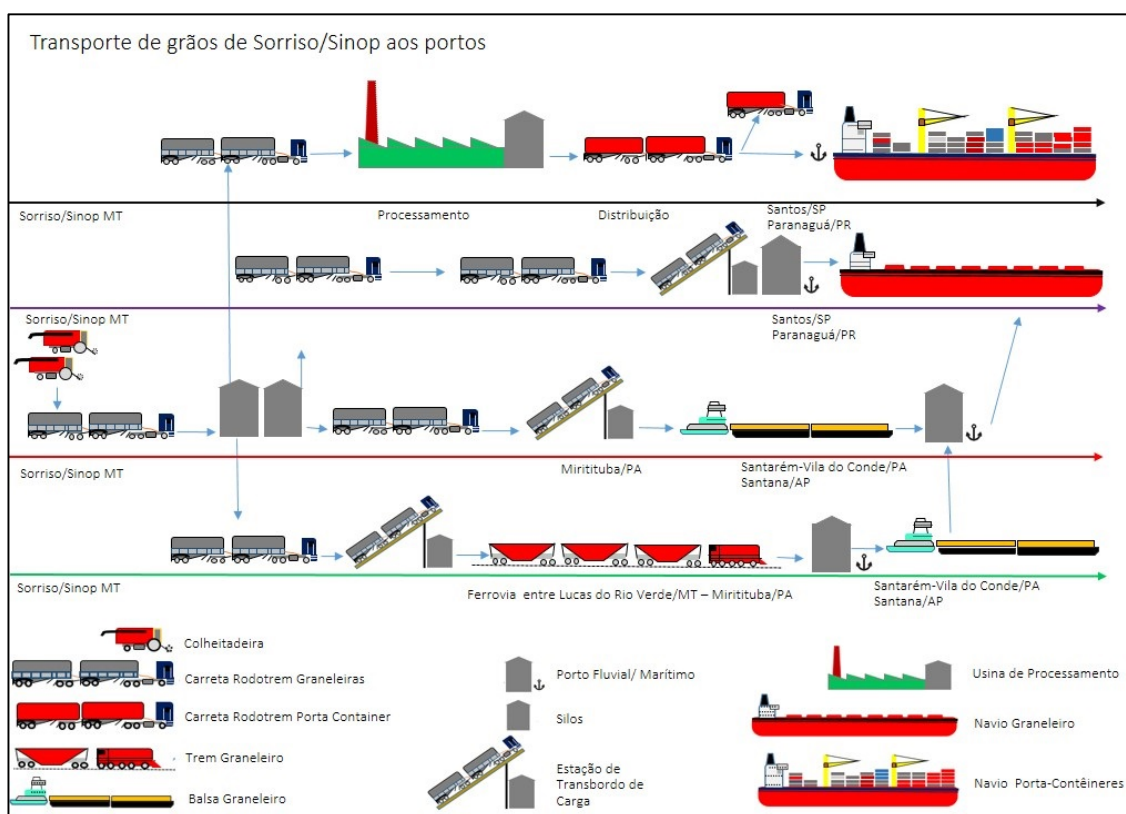 Transporte de grãos de Sorriso/Sinop aos portos
Sorriso/Sinop MT
Processamento
Distribuição
Santos/SP
Paranaguá/PR
Sorriso/Sinop MT
Santos/SP
Paranaguá/PR
Sorriso/Sinop MT
Miritituba/PA
Santarém-Vila do Conde/PA
Santana/AP
Sorriso/Sinop MT
Ferrovia entre Lucas do Rio Verde/MT – Miritituba/PA
Santarém-Vila do Conde/PA
Santana/AP
Colheitadeira
Carreta Rodotrem Graneleiras
Carreta Rodotrem Porta Container
Trem Graneleiro
Balsa Graneleiro
Porto Fluvial/ Marítimo
Silos
Estação de
Transbordo de
Carga
Usina de Processamento
Navio Graneleiro
Navio Porta-Contêineres